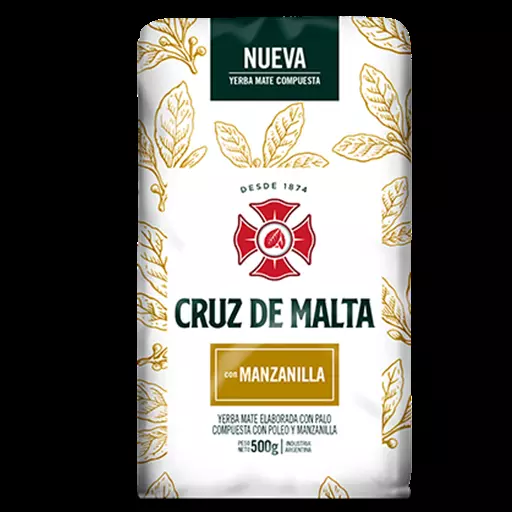 NUEVA
YERBA MATE COMPUESTA
DESDE 1874
CRUZ DE MALTA
con MANZANILLA
YERBA MATE ELABORADA CON PALO
COMPUESTA CON POLEO Y MANZANILLA
PESO NETO 500g INDUSTRIA ARGENTINA